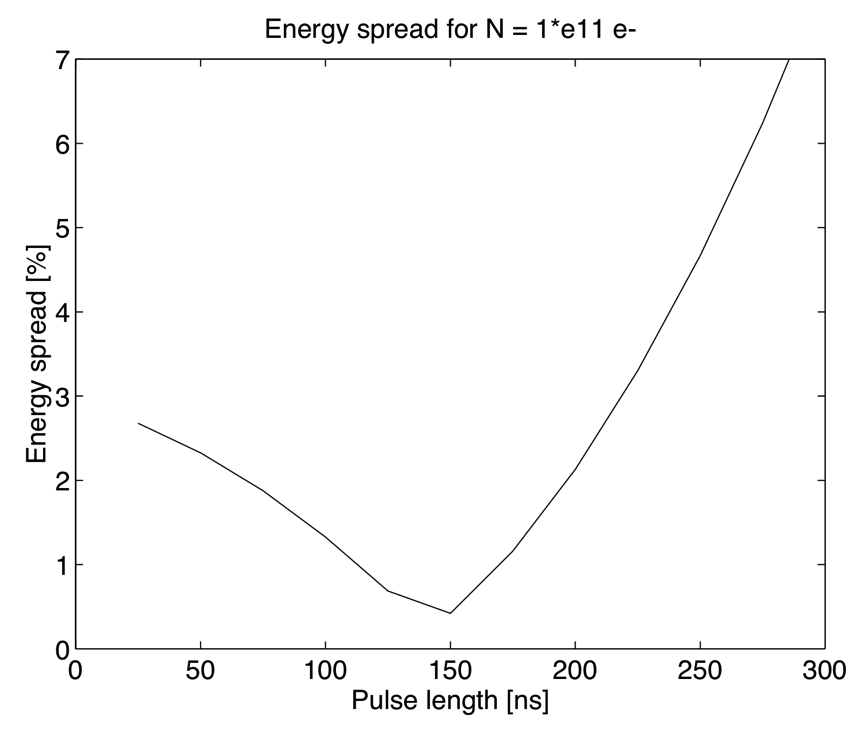 Energy spread for N = 1*e11 e-
7
6
5
4
3
2
1
0
Energy spread [%]
0 50 100 150 200 250 300
Pulse length [ns]